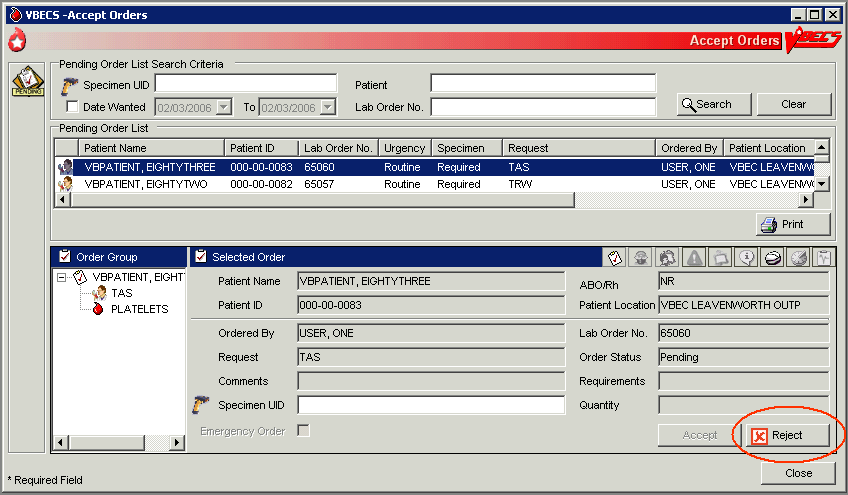 VBECS -Accept Orders
Accept Orders VBECS
PENDING
Pending Order List Search Criteria
Specimen UID Patient
Date Wanted 02/03/2006 To 02/03/2006 Lab Order No. Search Clear
Pending Order List
Patient Name Patient ID Lab Order No. Urgency Specimen Request Ordered By Patient Location
VBPATIENT, EIGHTYTHREE 000-00-0083 65060 Routine Required TAS USER, ONE VBEC LEAVENWO
VBPATIENT, EIGHTYTWO 000-00-0082 65057 Routine Required TRW USER, ONE VBEC LEAVENWO
Print
Order Group Selected Order
VBPATIENT, EIGHT
TAS
PLATELETS
Patient Name VBPATIENT, EIGHTYTHREE ABO/Rh NR
Patient ID 000-00-0083 Patient Location VBEC LEAVENWORTH OUTP
Ordered By USER, ONE Lab Order No. 65060
Request TAS Order Status Pending
Comments Requirements
Specimen UID Quantity
Emergency Order Accept Reject
* Required Field Close